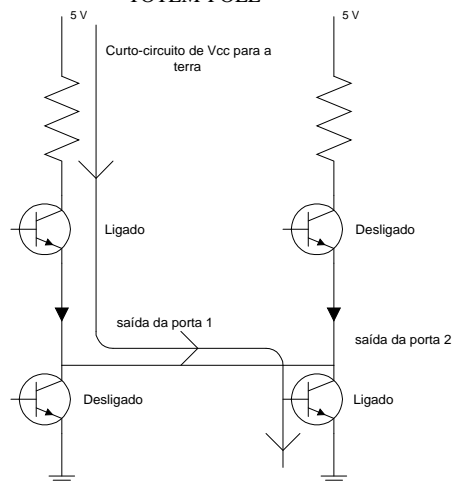 TOTEM POLE
5 V
5 V
Curto-circuito de Vcc para a
terra
Ligado
Desligado
saída da porta 1
saída da porta 2
Desligado
Ligado